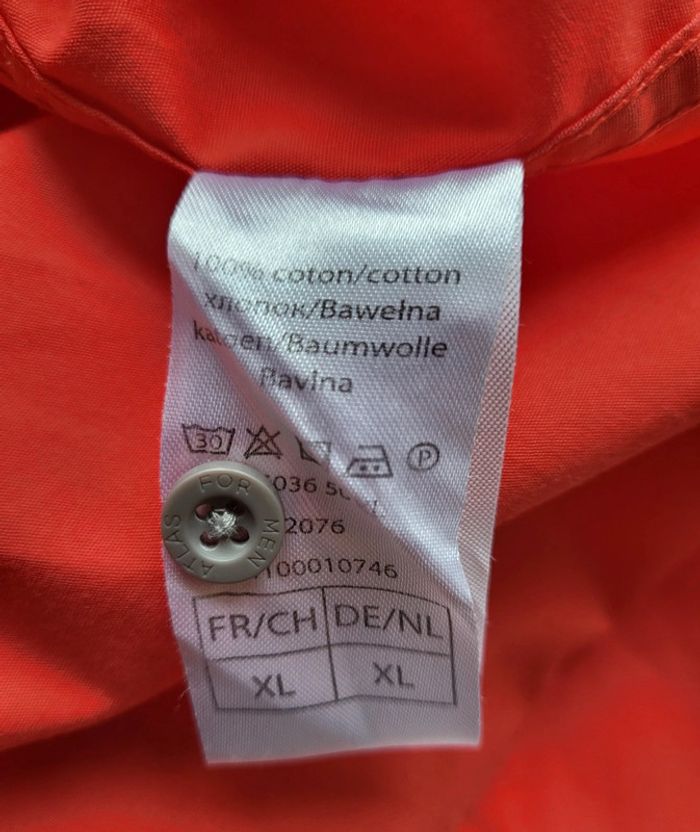 100% coton/cotton
хлопок/Bawełna
katoen/Baumwolle
Bavlna
30
P
2076
100010746
FOR MEN ATLAS
FR/CH DE/NL
XL XL